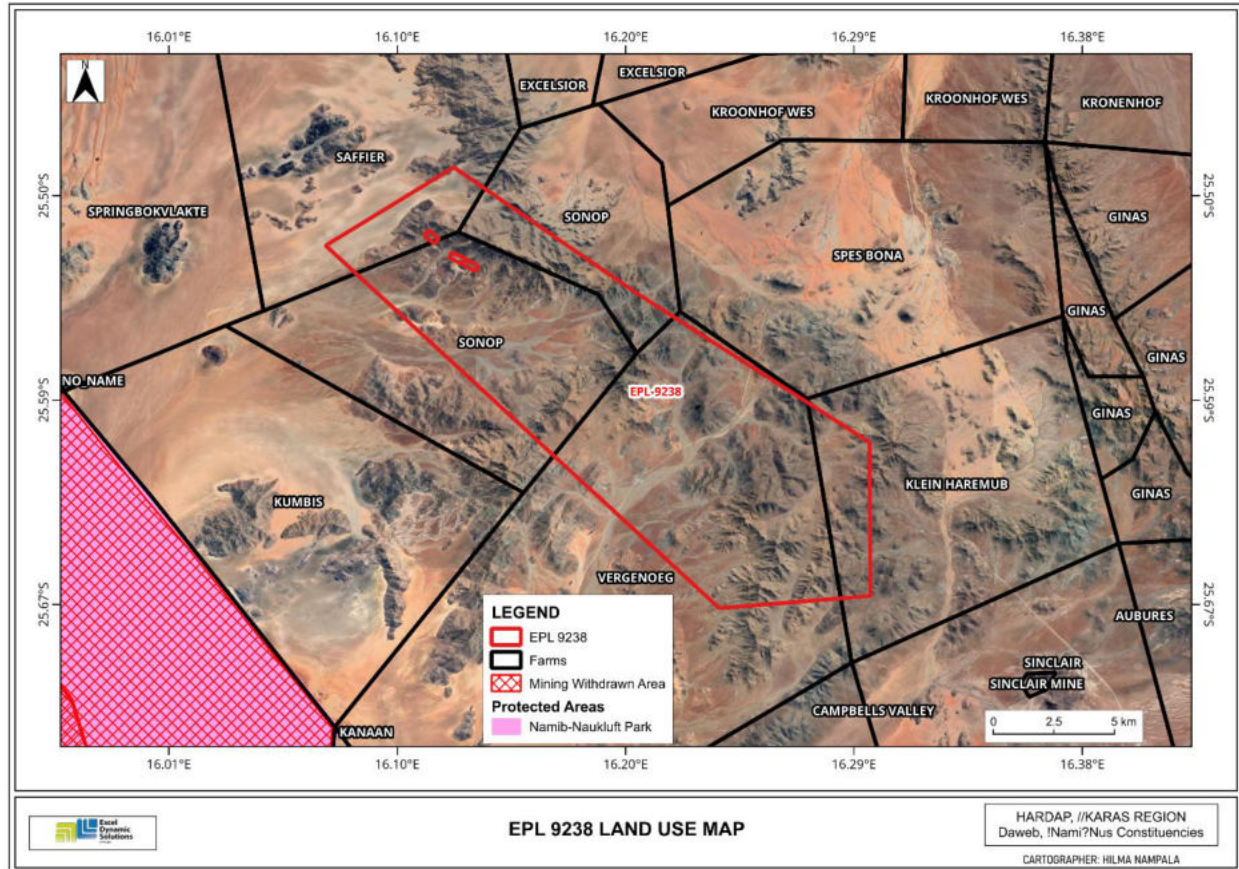 16.01°E 16.10°E 16.20°E 16.29°E 16.38°E
N
EXCELSIOR
EXCELSIOR
KROONHOF WES
KROONHOF WES
KRONENHOF
SAFFIER
25.50°S
25.50°S
SPRINGBOKVLAKTE
SONOP
GINAS
SPES BONA
GINAS
SONOP
GINAS
NO_NAME
EPL-9238
25.59°S
25.59°S
GINAS
KUMBIS
KLEIN HAREMUB
GINAS
VERGENOEG
25.67°S
25.67°S
AUBURES
SINCLAIR
SINCLAIR MINE
CAMPBELLS VALLEY
KANAAN
LEGEND
EPL 9238
Farms
Mining Withdrawn Area
Protected Areas
Namib-Naukluft Park
0 2.5 5 km
16.01°E 16.10°E 16.20°E 16.29°E 16.38°E
Excel
Dynamic
Solutions
EPL 9238 LAND USE MAP
HARDAP, //KARAS REGION
Daweb, !Nami?Nus Constituencies
CARTOGRAPHER: HILMA NAMPALA